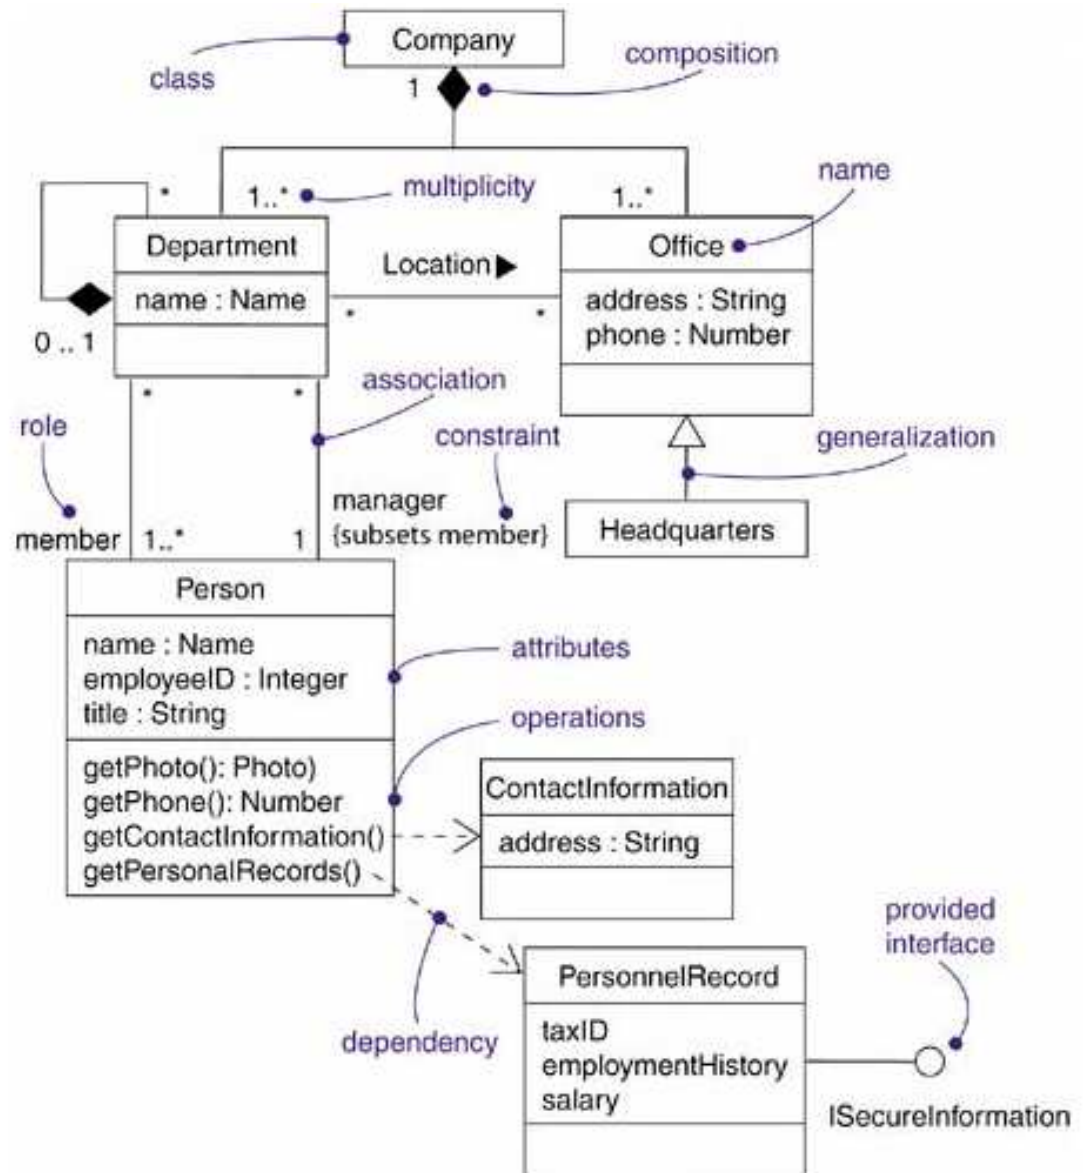 Company
composition
class
1
name
multiplicity
*
1..*
1..*
Department
Office
Location
name : Name
address : String
phone : Number
*
*
0 .. 1
association
*
*
role
constraint
generalization
manager
{subsets member}
member
1..*
1
Headquarters
Person
name : Name
employeeID : Integer
title : String
attributes
operations
getPhoto(): Photo)
getPhone(): Number
getContactInformation()
getPersonalRecords()
ContactInformation
address : String
provided
interface
PersonnelRecord
dependency
taxID
employmentHistory
salary
ISecureInformation